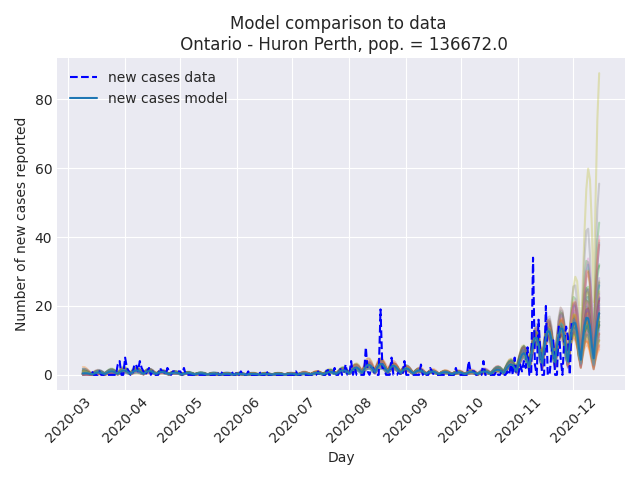 Model comparison to data
Ontario - Huron Perth, pop. = 136672.0
new cases data
new cases model
Number of new cases reported
80
60
40
20
0
2020-03
2020-04
2020-05
2020-06
2020-07
2020-08
2020-09
2020-10
2020-11
2020-12
Day